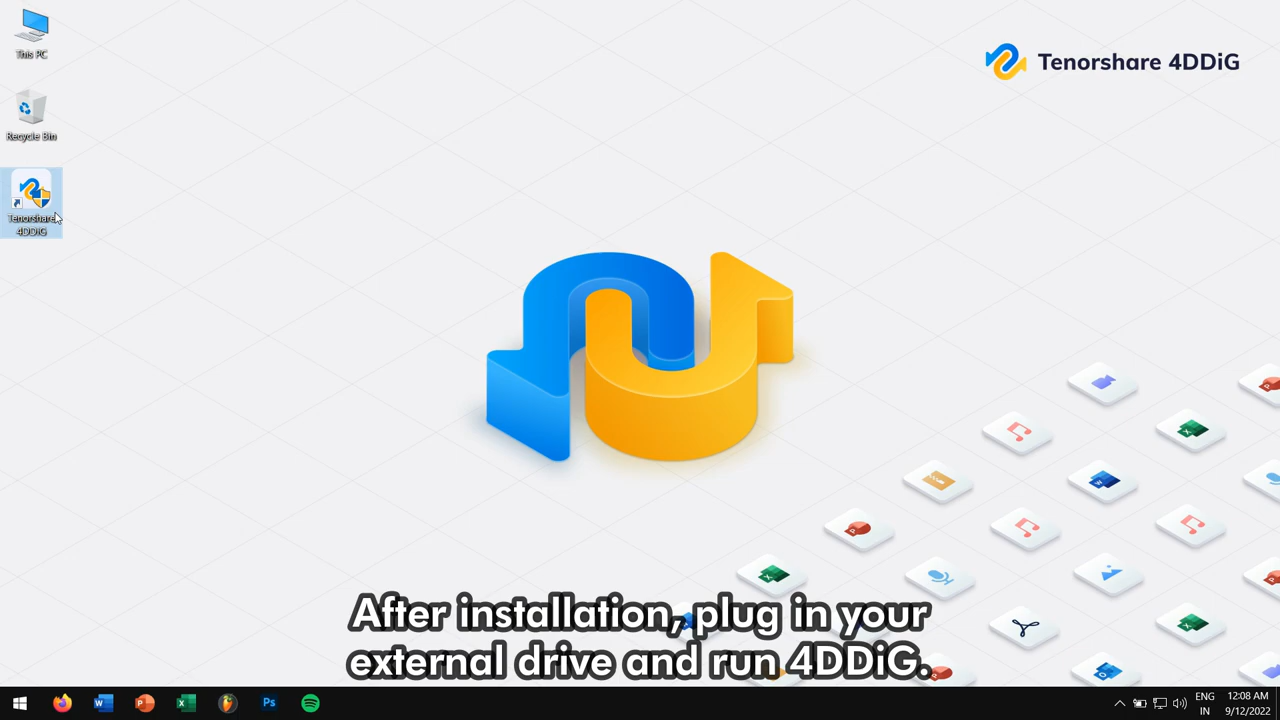 This PC
Recycle Bin
Tenorshare
4DDiG
Tenorshare 4DDiG
After installation, plug in your
external drive and run 4DDiG.
ENG
IN
12:08 AM
9/12/2022